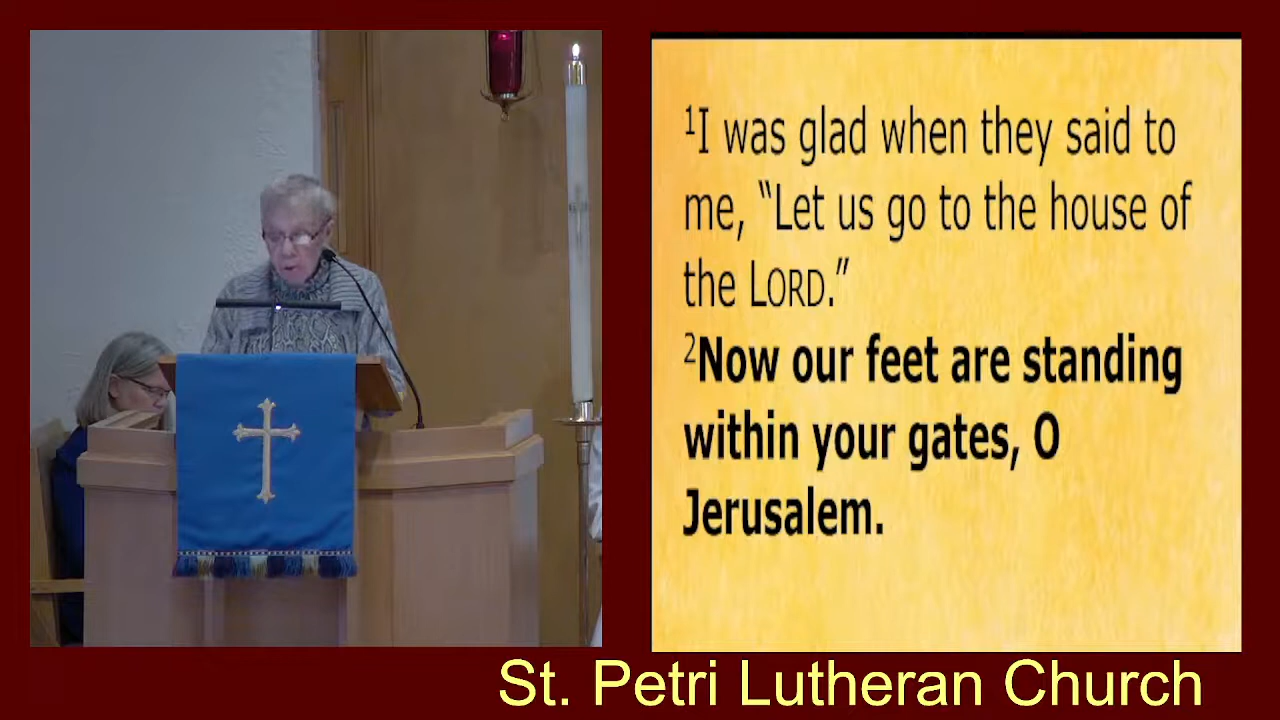 ¹I was glad when they said to
me, “Let us go to the house of
the LORD.”
²Now our feet are standing
within your gates, O
Jerusalem.
St. Petri Lutheran Church